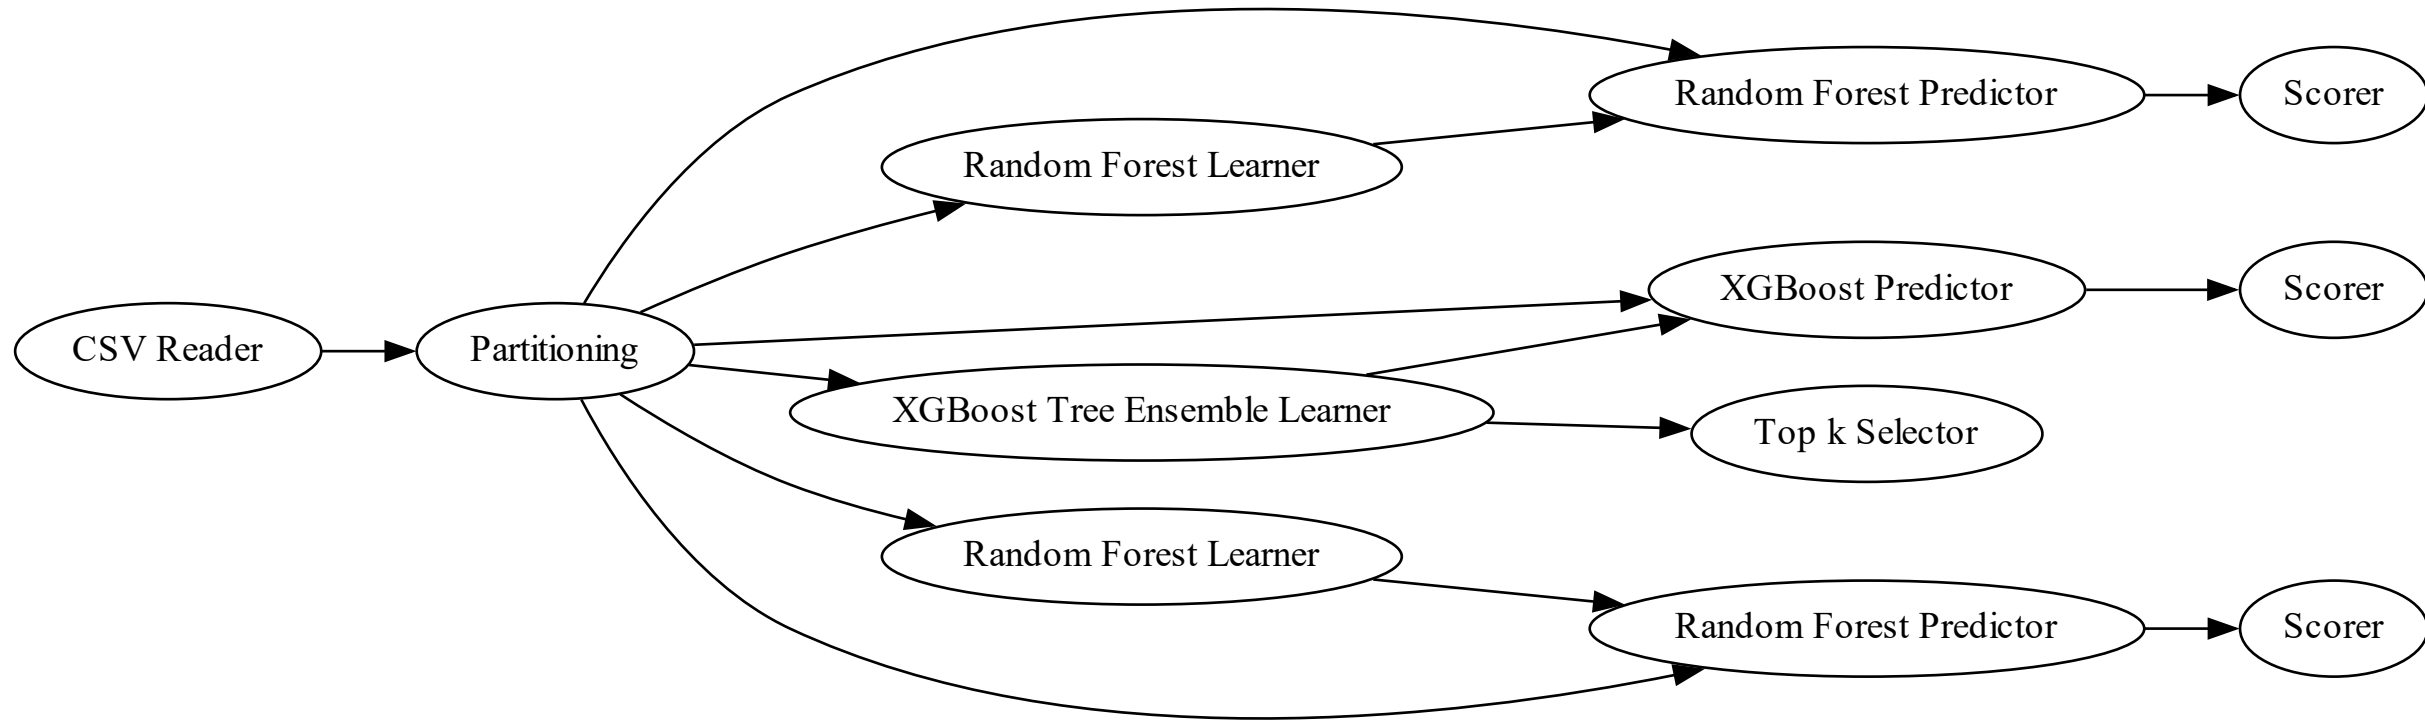 Random Forest Predictor
Scorer
Random Forest Learner
XGBoost Predictor
Scorer
CSV Reader
Partitioning
XGBoost Tree Ensemble Learner
Top k Selector
Random Forest Learner
Random Forest Predictor
Scorer